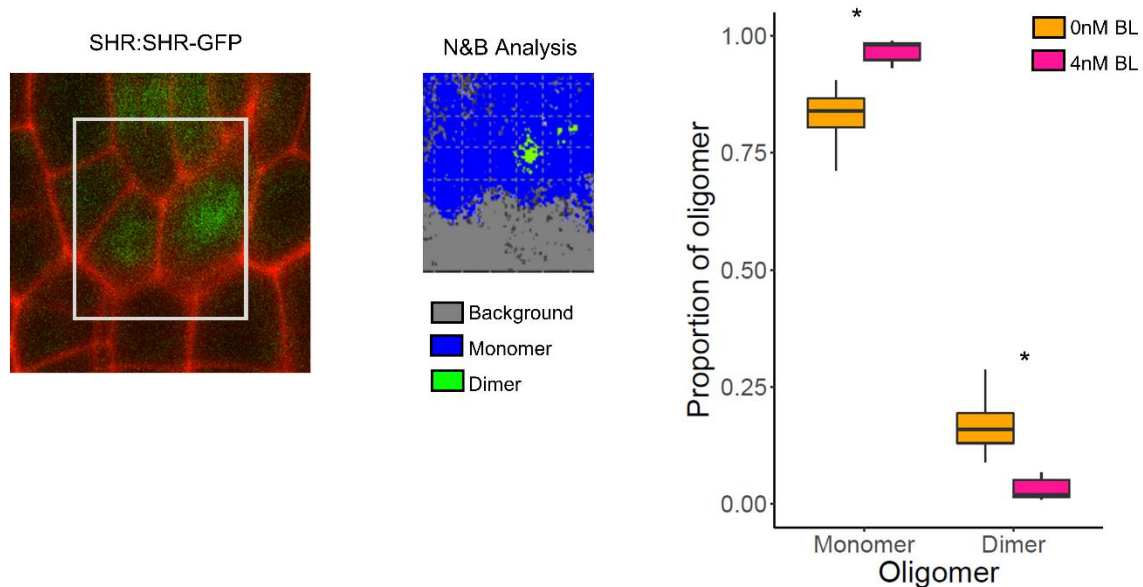 SHR:SHR-GFP
N&B Analysis
Background
Monomer
Dimer
*
0nM BL
4nM BL
1.00
0.75
0.50
0.25
0.00
*
Proportion of oligomer
Monomer
Dimer
Oligomer